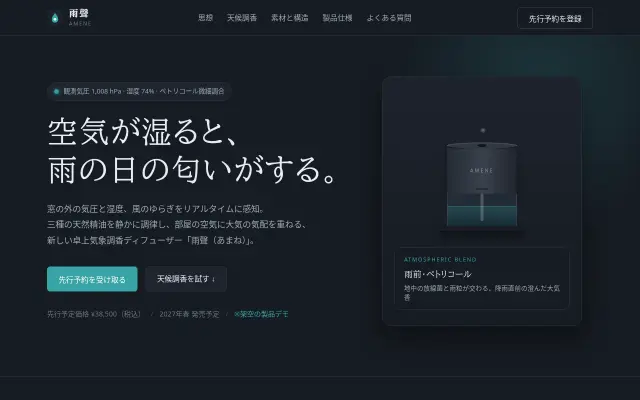 雨聲
AMENE
思想
天候調香
素材と構造
製品仕様
よくある質問
先行予約を登録
観測気圧 1,008 hPa · 湿度 74% · ペトリコール微細調合
空気が湿ると、
雨の日の匂いがする。
窓の外の気圧と湿度、風のゆらぎをリアルタイムに感知。
三種の天然精油を静かに調律し、部屋の空気に大気の気配を重ねる、
新しい卓上気象調香ディフューザー「雨聲（あまね）」。
先行予約を受け取る
天候調香を試す ↓
先行予定価格 ¥38,500（税込） / 2027年春 発売予定 / ※架空の製品デモ
AMENE
ATMOSPHERIC BLEND
雨前・ペトリコール
地中の放線菌と雨粒が交わる、降雨直前の澄んだ大気
香